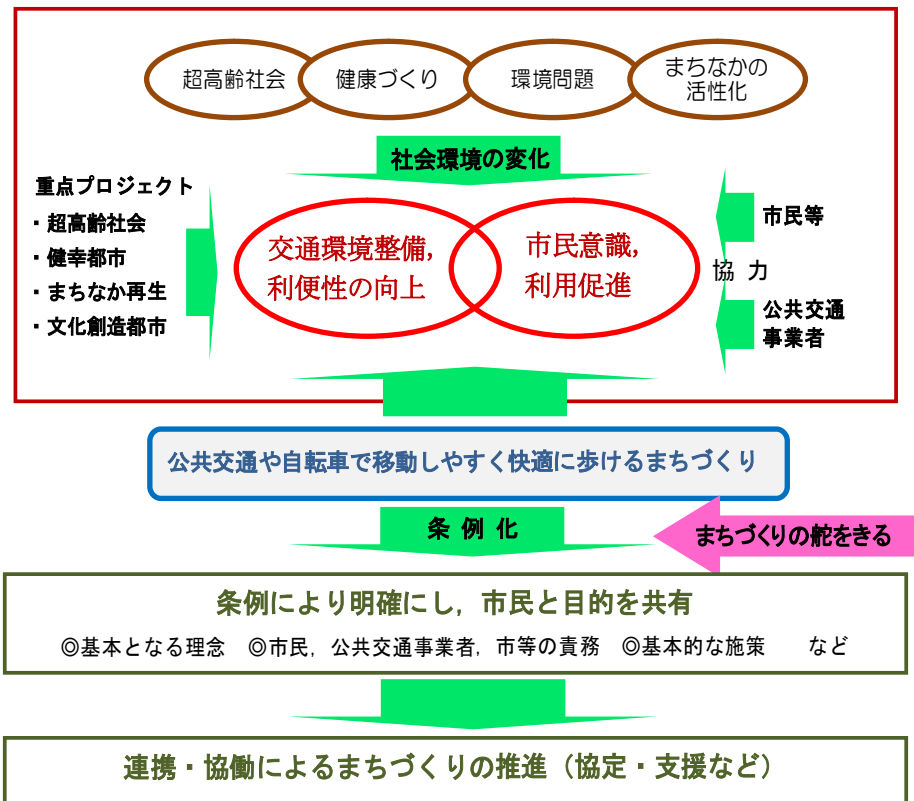 超高齢社会
健康づくり
環境問題
まちなかの
活性化
社会環境の変化
重点プロジェクト
・超高齢社会
・健幸都市
・まちなか再生
・文化創造都市
交通環境整備，
利便性の向上
市民意識，
利用促進
市民等
協 力
公共交通
事業者
公共交通や自転車で移動しやすく快適に歩けるまちづくり
条 例 化
まちづくりの舵をきる
条例により明確にし，市民と目的を共有
◎基本となる理念　◎市民，公共交通事業者，市等の責務　◎基本的な施策　　など
連携・協働によるまちづくりの推進（協定・支援など）